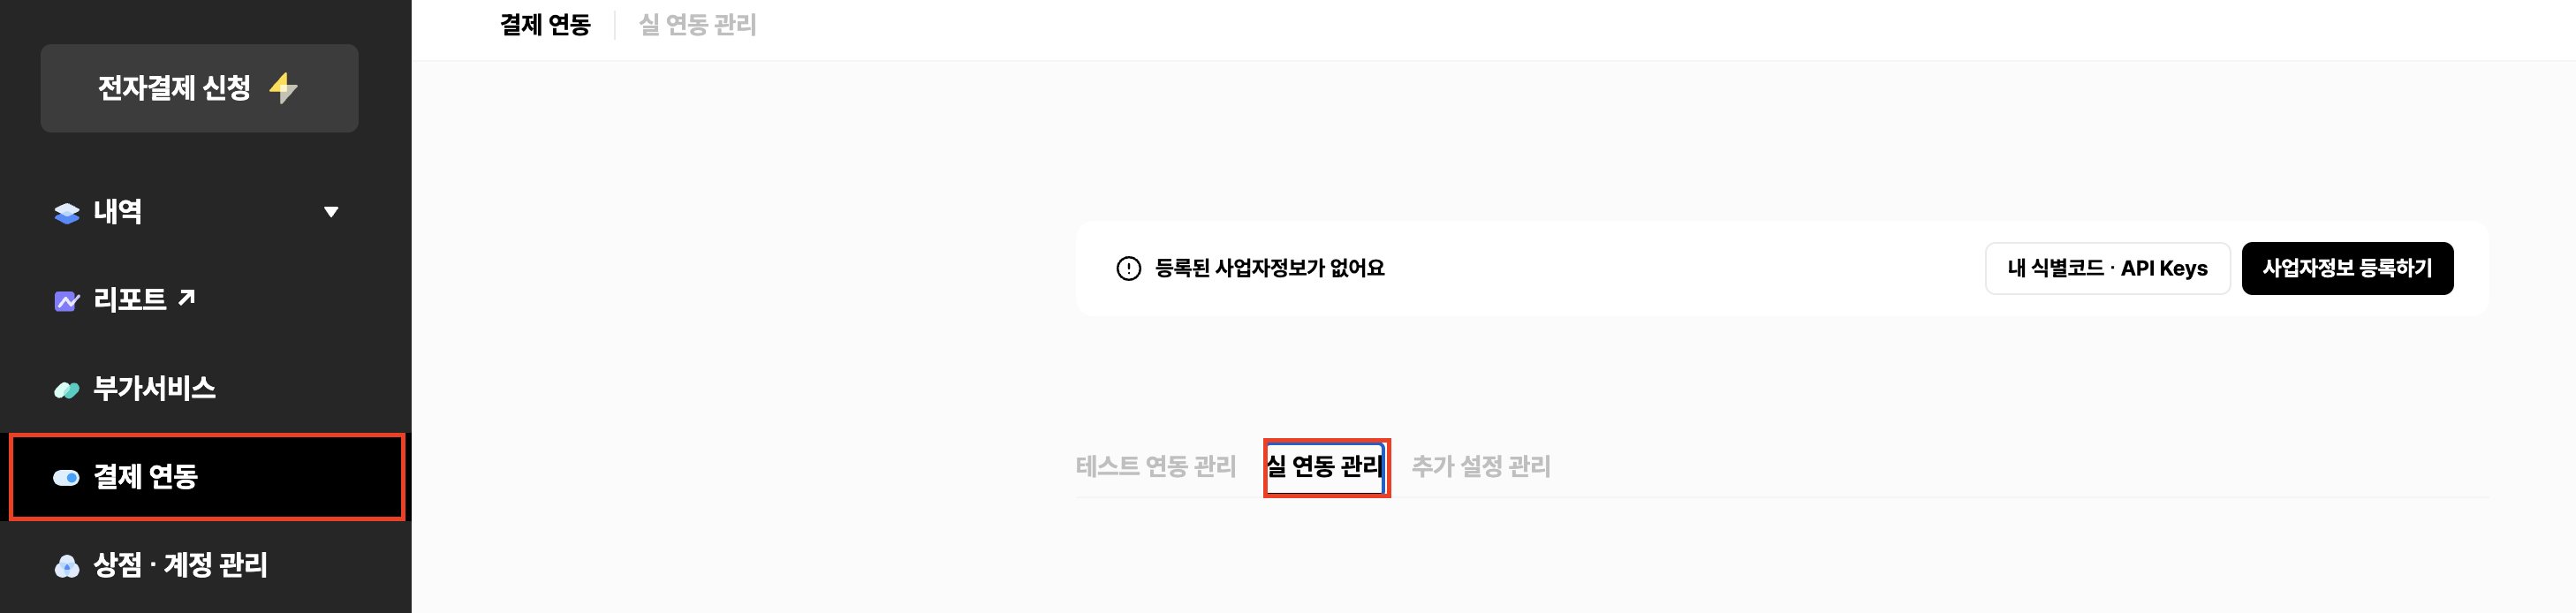 전자결제 신청
내역
리포트
부가서비스
결제 연동
상점 · 계정 관리
결제 연동
실 연동 관리
등록된 사업자정보가 없어요
내 식별코드 · API Keys
사업자정보 등록하기
테스트 연동 관리
실 연동 관리
추가 설정 관리